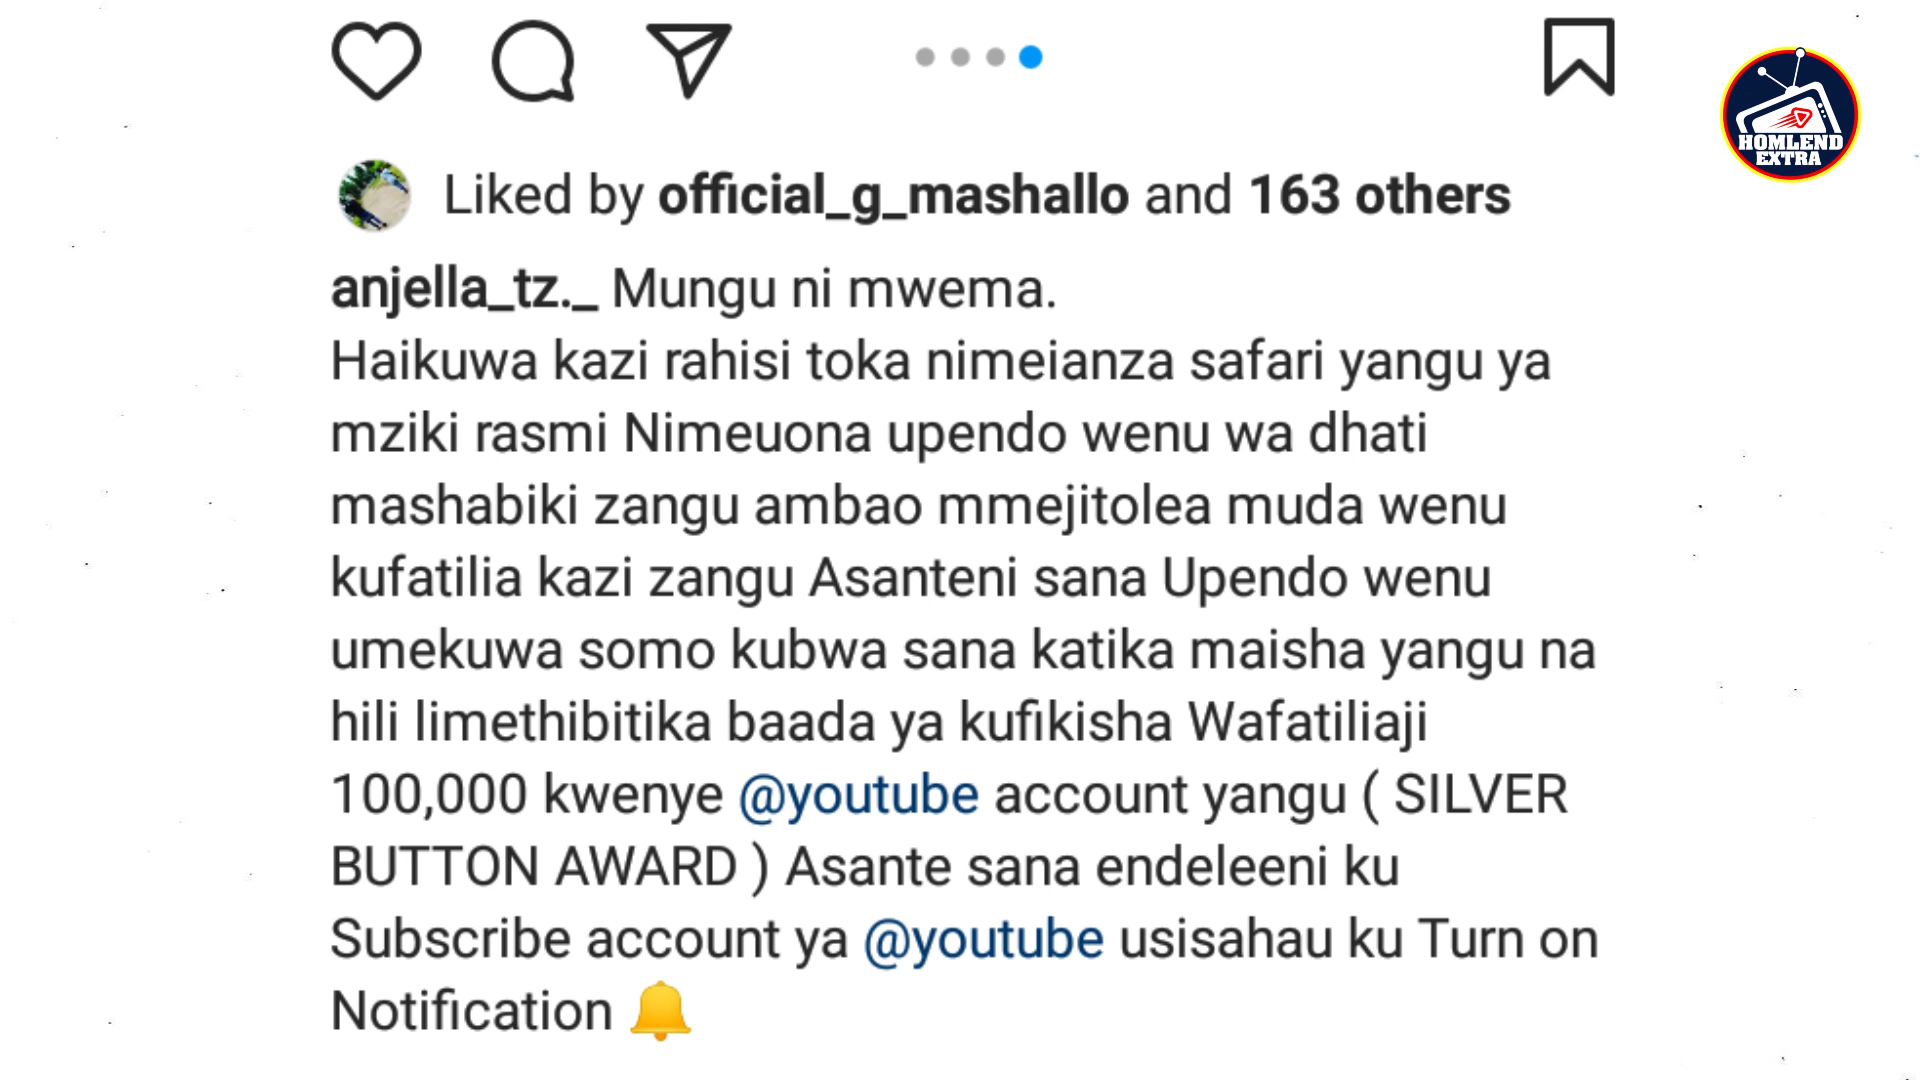 HOMLEND
EXTRA
Liked by official_g_mashallo and 163 others
anjella_tz._ Mungu ni mwema.
Haikuwa kazi rahisi toka nimeianza safari yangu ya
mziki rasmi Nimeuona upendo wenu wa dhati
mashabiki zangu ambao mmejitolea muda wenu
kufatilia kazi zangu Asanteni sana Upendo wenu
umekuwa somo kubwa sana katika maisha yangu na
hili limethibitika baada ya kufikisha Wafatiliaji
100,000 kwenye @youtube account yangu ( SILVER
BUTTON AWARD ) Asante sana endeleeni ku
Subscribe account ya @youtube usisahau ku Turn on
Notification 🔔